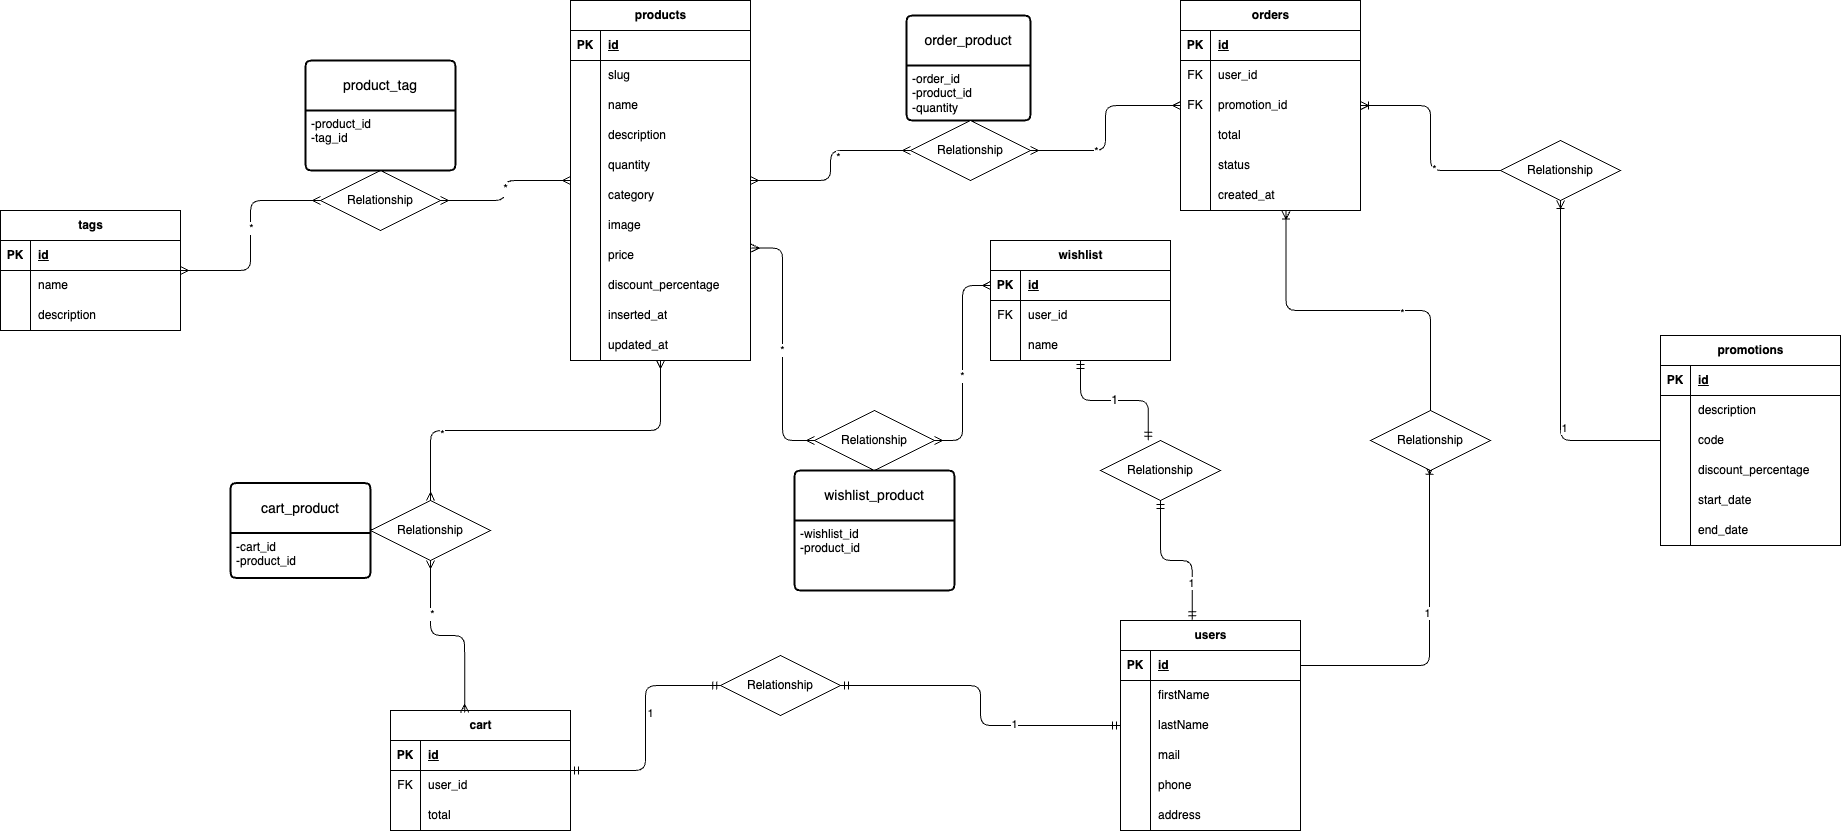 products
PK id
slug
name
description
quantity
category
image
price
discount_percentage
inserted_at
updated_at
order_product
-order_id
-product_id
-quantity
Relationship
*
*
orders
PK id
FK user_id
FK promotion_id
total
status
created_at
product_tag
-product_id
-tag_id
Relationship
*
*
tags
PK id
name
description
Relationship
*
1
wishlist
PK id
FK user_id
name
*
*
Relationship
wishlist_product
-wishlist_id
-product_id
1
Relationship
1
*
Relationship
1
promotions
PK id
description
code
discount_percentage
start_date
end_date
*
cart_product
-cart_id
-product_id
Relationship
*
users
PK id
firstName
lastName
mail
phone
address
Relationship
1
1
cart
PK id
FK user_id
total